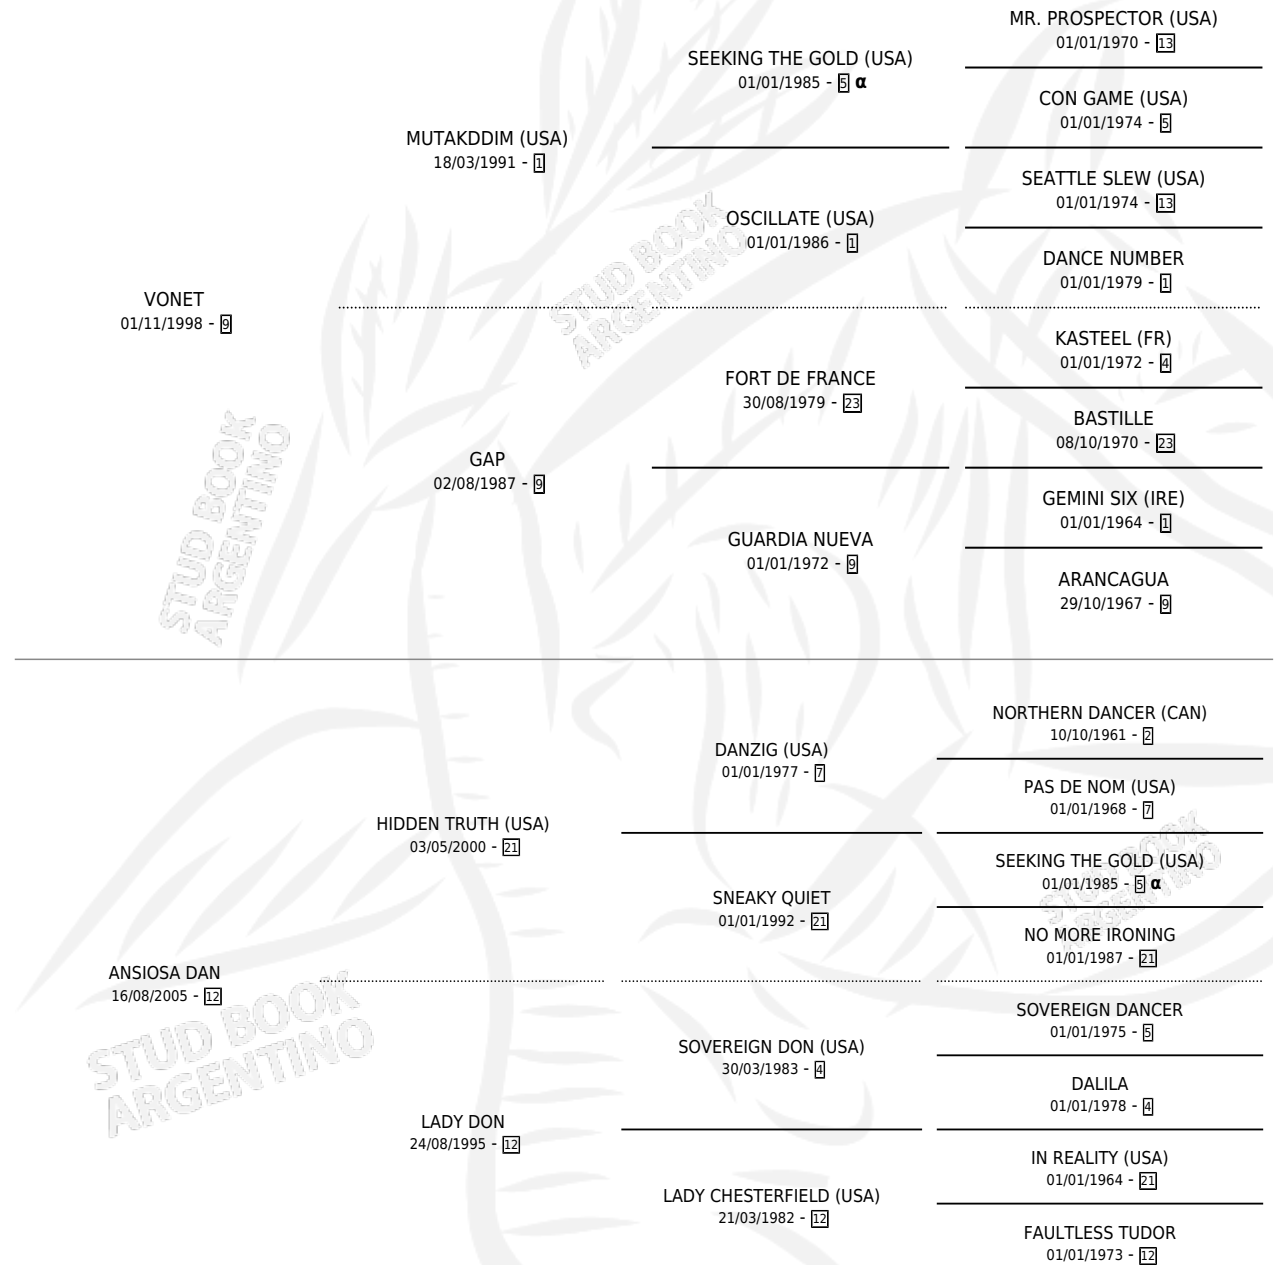 MR. PROSPECTOR (USA)
01/01/1970 - 13
SEEKING THE GOLD (USA)
01/01/1985 - 5 α
CON GAME (USA)
01/01/1974 - 5
MUTAKDDIM (USA)
18/03/1991 - 1
SEATTLE SLEW (USA)
01/01/1974 - 13
OSCILLATE (USA)
01/01/1986 - 1
DANCE NUMBER
01/01/1979 - 1
VONET
01/11/1998 - 9
KASTEEL (FR)
01/01/1972 - 4
FORT DE FRANCE
30/08/1979 - 23
BASTILLE
08/10/1970 - 23
GAP
02/08/1987 - 9
GEMINI SIX (IRE)
01/01/1964 - 1
GUARDIA NUEVA
01/01/1972 - 9
ARANCAGUA
29/10/1967 - 9
NORTHERN DANCER (CAN)
10/10/1961 - 2
DANZIG (USA)
01/01/1977 - 7
PAS DE NOM (USA)
01/01/1968 - 7
HIDDEN TRUTH (USA)
03/05/2000 - 21
SEEKING THE GOLD (USA)
01/01/1985 - 5 α
SNEAKY QUIET
01/01/1992 - 21
NO MORE IRONING
01/01/1987 - 21
ANSIOSA DAN
16/08/2005 - 12
SOVEREIGN DANCER
01/01/1975 - 5
SOVEREIGN DON (USA)
30/03/1983 - 4
DALILA
01/01/1978 - 4
LADY DON
24/08/1995 - 12
IN REALITY (USA)
01/01/1964 - 21
LADY CHESTERFIELD (USA)
21/03/1982 - 12
FAULTLESS TUDOR
01/01/1973 - 12
STUD BOOK
ARGENTINO
STUD BOOK
ARGENTINO
STUD BOOK
ARGENTINO
STUD BOOK
ARGENTINO